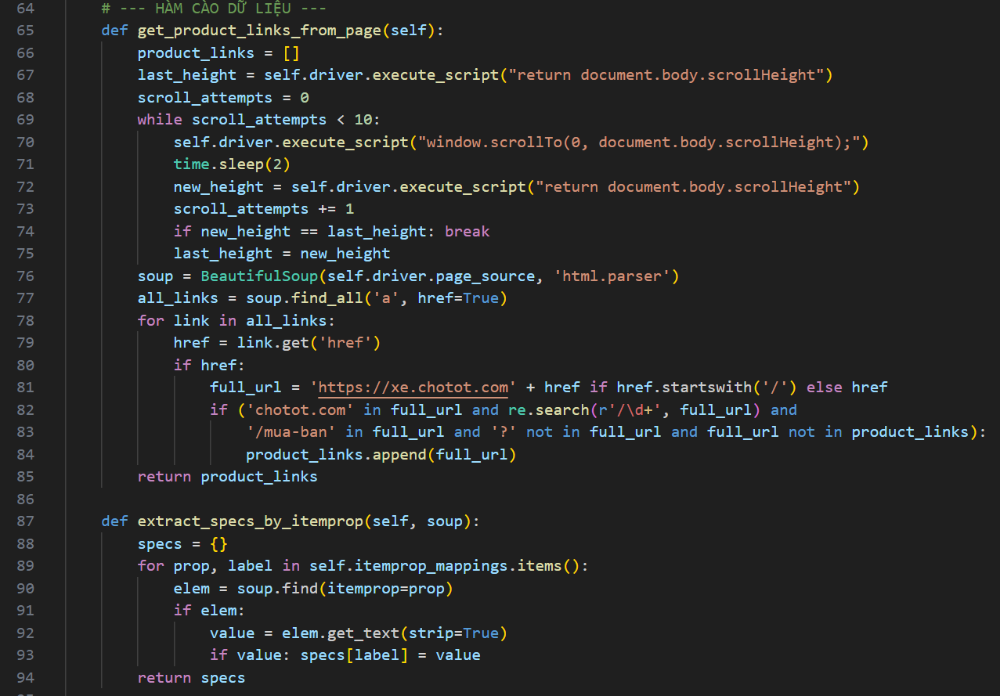 64 # --- HÀM CÀO DỮ LIỆU ---
65 def get_product_links_from_page(self):
66     product_links = []
67     last_height = self.driver.execute_script("return document.body.scrollHeight")
68     scroll_attempts = 0
69     while scroll_attempts < 10:
70         self.driver.execute_script("window.scrollTo(0, document.body.scrollHeight);")
71         time.sleep(2)
72         new_height = self.driver.execute_script("return document.body.scrollHeight")
73         scroll_attempts += 1
74         if new_height == last_height: break
75         last_height = new_height
76     soup = BeautifulSoup(self.driver.page_source, 'html.parser')
77     all_links = soup.find_all('a', href=True)
78     for link in all_links:
79         href = link.get('href')
80         if href:
81             full_url = 'https://xe.chotot.com' + href if href.startswith('/') else href
82             if ('chotot.com' in full_url and re.search(r'/\d+', full_url) and
83                 '/mua-ban' in full_url and '?' not in full_url and full_url not in product_links):
84                 product_links.append(full_url)
85     return product_links
86
87 def extract_specs_by_itemprop(self, soup):
88     specs = {}
89     for prop, label in self.itemprop_mappings.items():
90         elem = soup.find(itemprop=prop)
91         if elem:
92             value = elem.get_text(strip=True)
93             if value: specs[label] = value
94     return specs